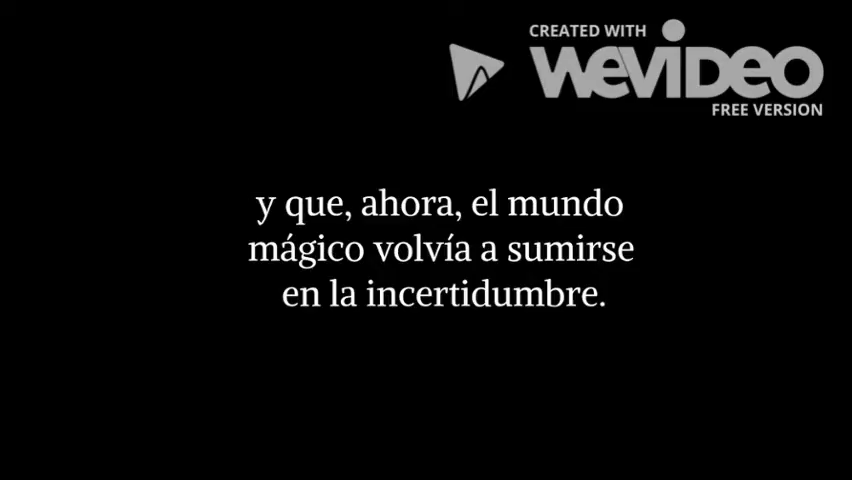 CREATED WITH
WEVIDEO
FREE VERSION
y que, ahora, el mundo
mágico volvía a sumirse
en la incertidumbre.